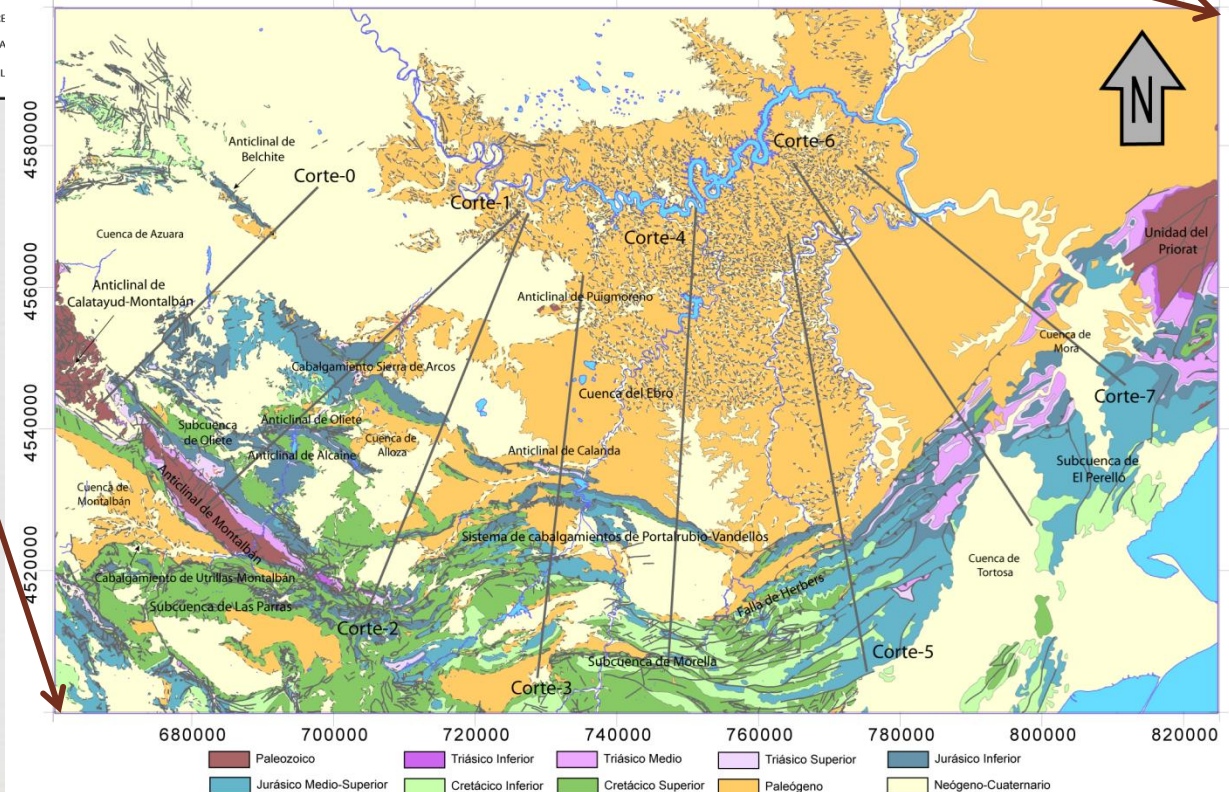 RE
A
L
N
Anticlinal de
Belchite
Corte-0
Corte-6
Corte-1
Corte-4
Cuenca de Azuara
Unidad del
Priorat
Anticlinal de
Calatayud-Montalbán
Anticlinal de Puigmoreno
Cuenca de
Mora
Cabalgamiento Sierra de Arcos
Cuenca del Ebro
Corte-7
Subcuenca
de Oliete
Anticlinal de Oliete
Cuenca de
Alloza
Anticlinal de Alcaine
Anticlinal de Calanda
Subcuenca de
El Perelló
Cuenca de
Montalbán
Anticlinal de Montalbán
Sistema de cabalgamientos de Portalrubio-Vandellòs
Cuenca de
Tortosa
Cabalgamiento de Utrillas-Montalbán
Falla de Herbers
Subcuenca de Las Parras
Corte-2
Corte-5
Subcuenca de Morella
Corte-3
4580000
4560000
4540000
4520000
680000 700000 720000 740000 760000 780000 800000 820000
Paleozoico Triásico Inferior Triásico Medio Triásico Superior Jurásico Inferior
Jurásico Medio-Superior Cretácico Inferior Cretácico Superior Paleógeno Neógeno-Cuaternario